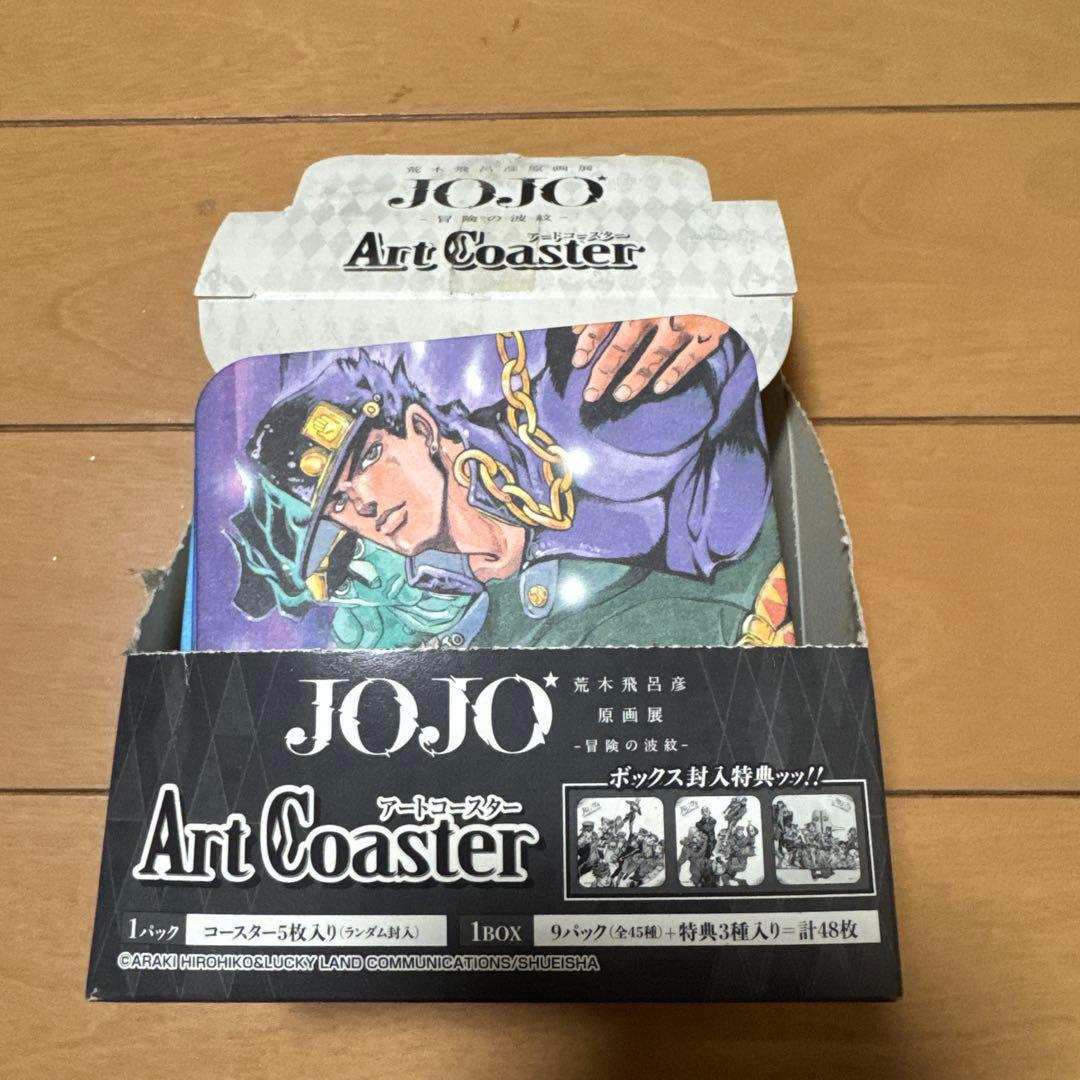 荒木飛呂彦原画展
JOJO
-冒険の波紋-
アートコースター
Art Coaster
JOJO
荒木飛呂彦
原画展
-冒険の波紋-
アートコースター
Art Coaster
ボックス封入特典ッッ!!
1パック コースター5枚入り(ランダム封入)
1BOX 9パック(全45種)+特典3種入り=計48枚
©ARAKI HIROHIKO&LUCKY LAND COMMUNICATIONS/SHUEISHA